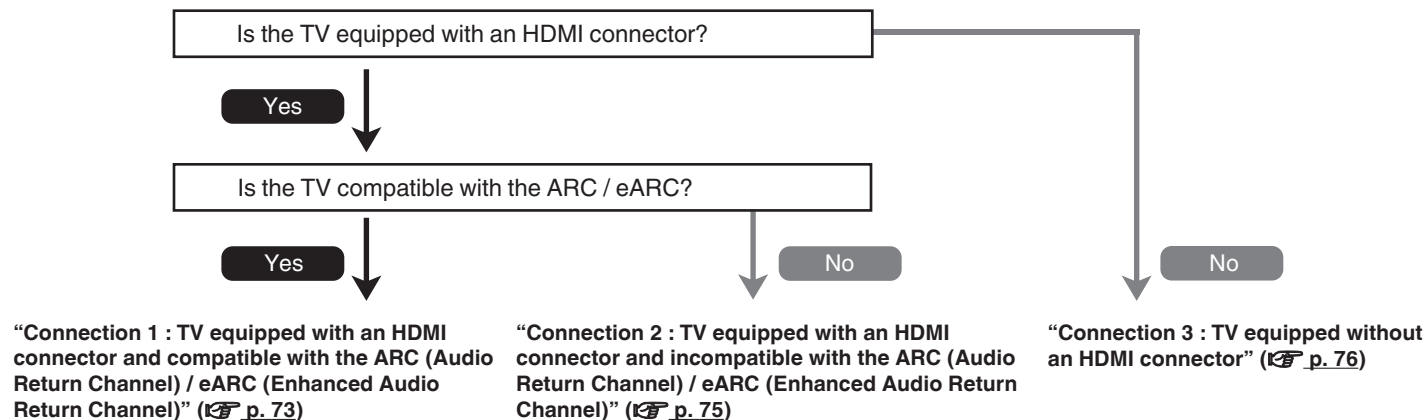 Is the TV equipped with an HDMI connector?
Yes
Is the TV compatible with the ARC / eARC?
Yes
No
No
“Connection 1 : TV equipped with an HDMI
connector and compatible with the ARC (Audio
Return Channel) / eARC (Enhanced Audio
Return Channel)” (☞ p. 73)
“Connection 2 : TV equipped with an HDMI
connector and incompatible with the ARC (Audio
Return Channel) / eARC (Enhanced Audio Return
Channel)” (☞ p. 75)
“Connection 3 : TV equipped without
an HDMI connector” (☞ p. 76)